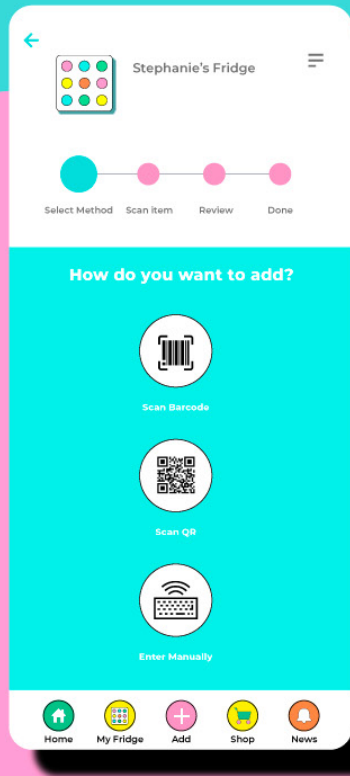 Stephanie's Fridge
Select Method Scan item Review Done
How do you want to add?
Scan Barcode
Scan QR
Enter Manually
Home My Fridge Add Shop News